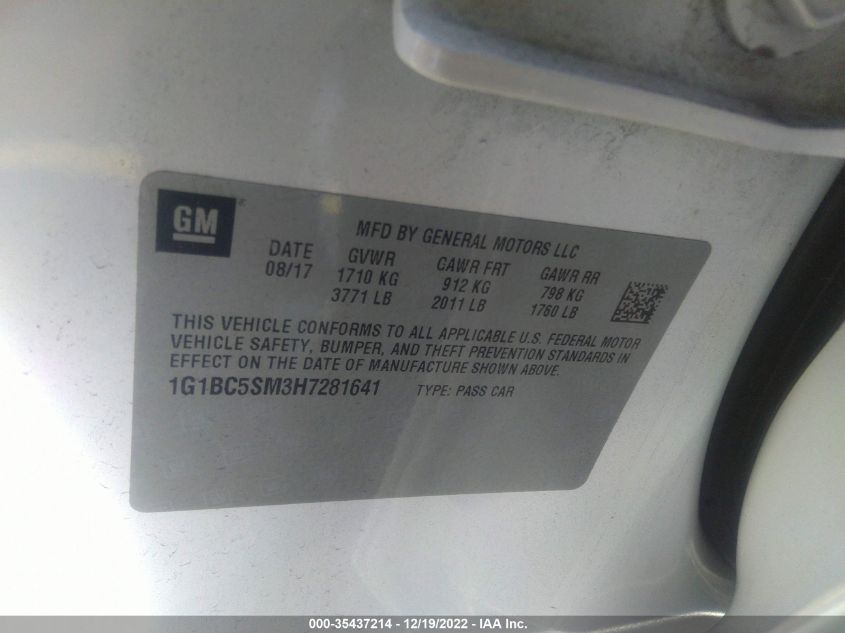 GM®
MFD BY GENERAL MOTORS LLC
DATE GVWR GAWR FRT GAWR RR
08/17 1710 KG 912 KG 798 KG
3771 LB 2011 LB 1760 LB
THIS VEHICLE CONFORMS TO ALL APPLICABLE U.S. FEDERAL MOTOR
VEHICLE SAFETY, BUMPER, AND THEFT PREVENTION STANDARDS IN
EFFECT ON THE DATE OF MANUFACTURE SHOWN ABOVE.
1G1BC5SM3H7281641 TYPE: PASS CAR
000-35437214 - 12/19/2022 - IAA Inc.